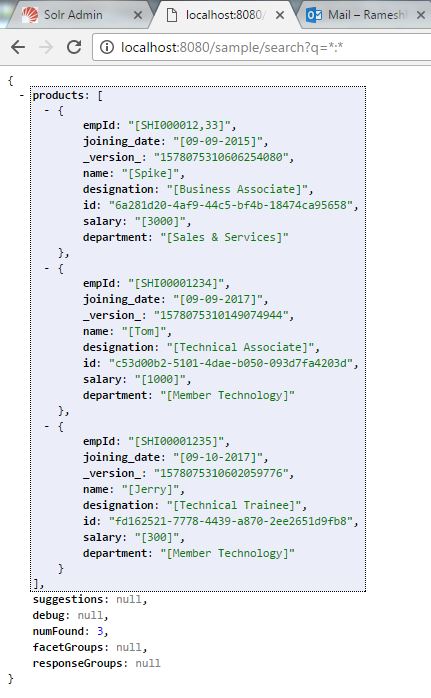 Solr Admin
localhost:8080/
Mail – Ramesh
localhost:8080/sample/search?q=*:*
{
- products: [
- {
empId: "[SHI000012,33]",
joining_date: "[09-09-2015]",
_version_: "1578075310606254080",
name: "[Spike]",
designation: "[Business Associate]",
id: "6a281d20-4af9-44c5-bf4b-18474ca95658",
salary: "[3000]",
department: "[Sales & Services]"
},
- {
empId: "[SHI00001234]",
joining_date: "[09-09-2017]",
_version_: "1578075310149074944",
name: "[Tom]",
designation: "[Technical Associate]",
id: "c53d00b2-5101-4dae-b050-093d7fa4203d",
salary: "[1000]",
department: "[Member Technology]"
},
- {
empId: "[SHI00001235]",
joining_date: "[09-10-2017]",
_version_: "1578075310602059776",
name: "[Jerry]",
designation: "[Technical Trainee]",
id: "fd162521-7778-4439-a870-2ee2651d9fb8",
salary: "[300]",
department: "[Member Technology]"
}
],
suggestions: null,
debug: null,
numFound: 3,
facetGroups: null,
responseGroups: null
}